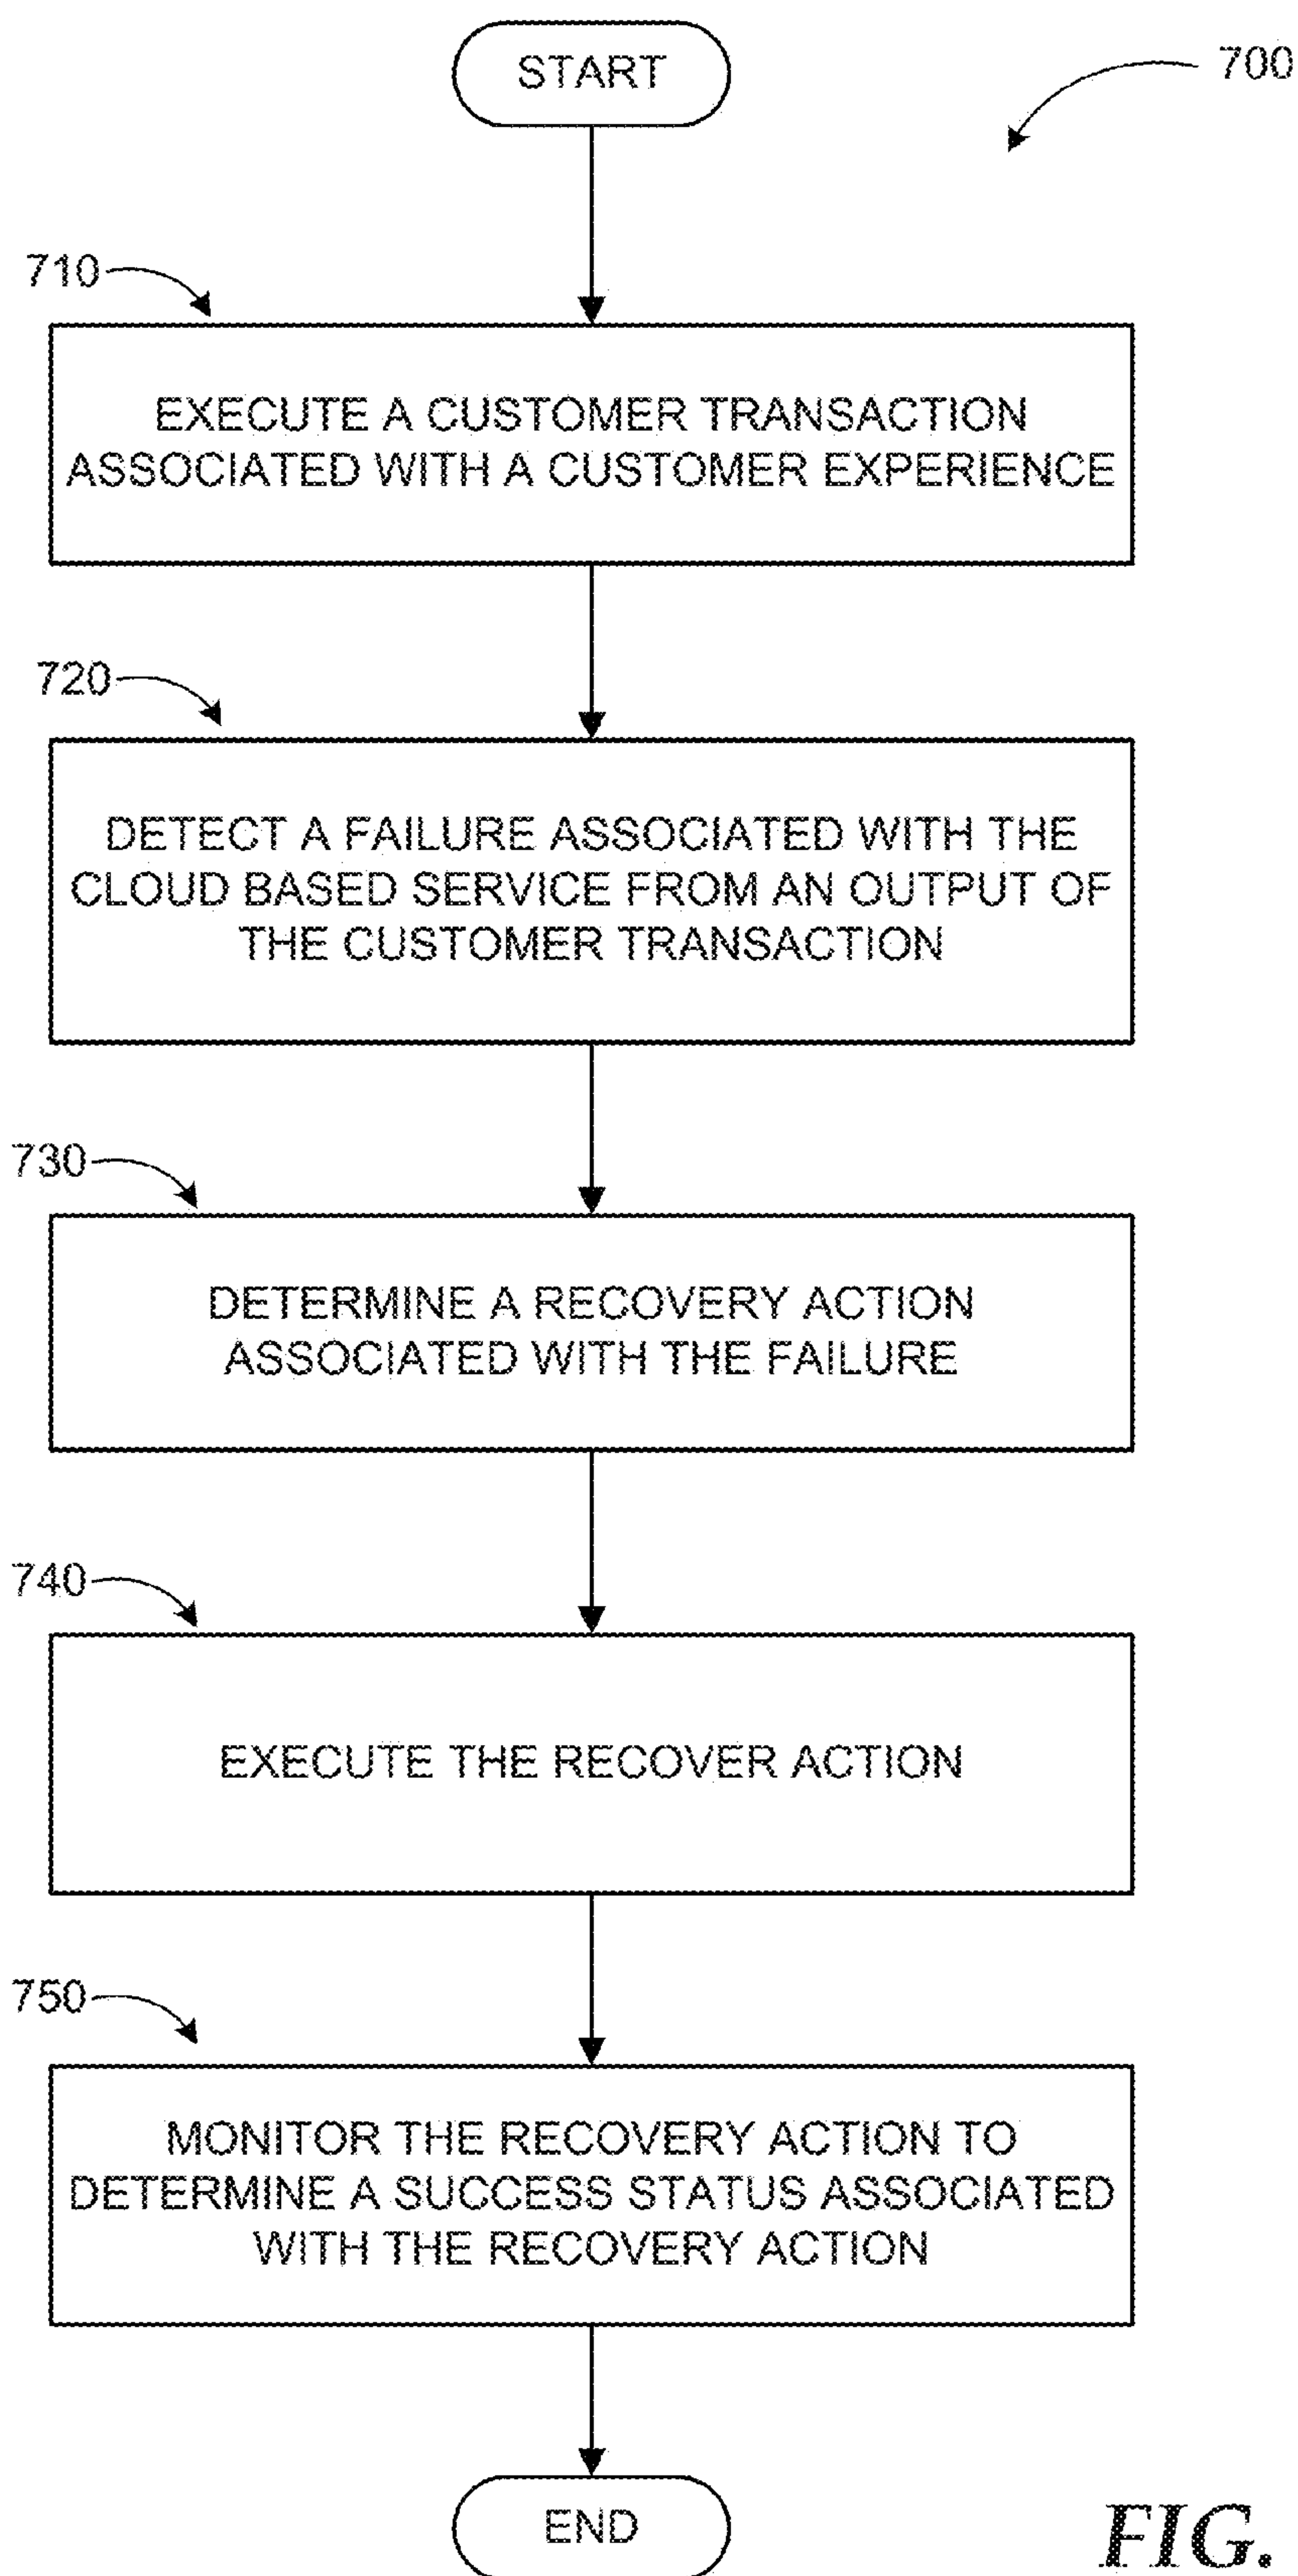 START
700
710
EXECUTE A CUSTOMER TRANSACTION
ASSOCIATED WITH A CUSTOMER EXPERIENCE
720
DETECT A FAILURE ASSOCIATED WITH THE
CLOUD BASED SERVICE FROM AN OUTPUT OF
THE CUSTOMER TRANSACTION
730
DETERMINE A RECOVERY ACTION
ASSOCIATED WITH THE FAILURE
740
EXECUTE THE RECOVER ACTION
750
MONITOR THE RECOVERY ACTION TO
DETERMINE A SUCCESS STATUS ASSOCIATED
WITH THE RECOVERY ACTION
END
FIG.